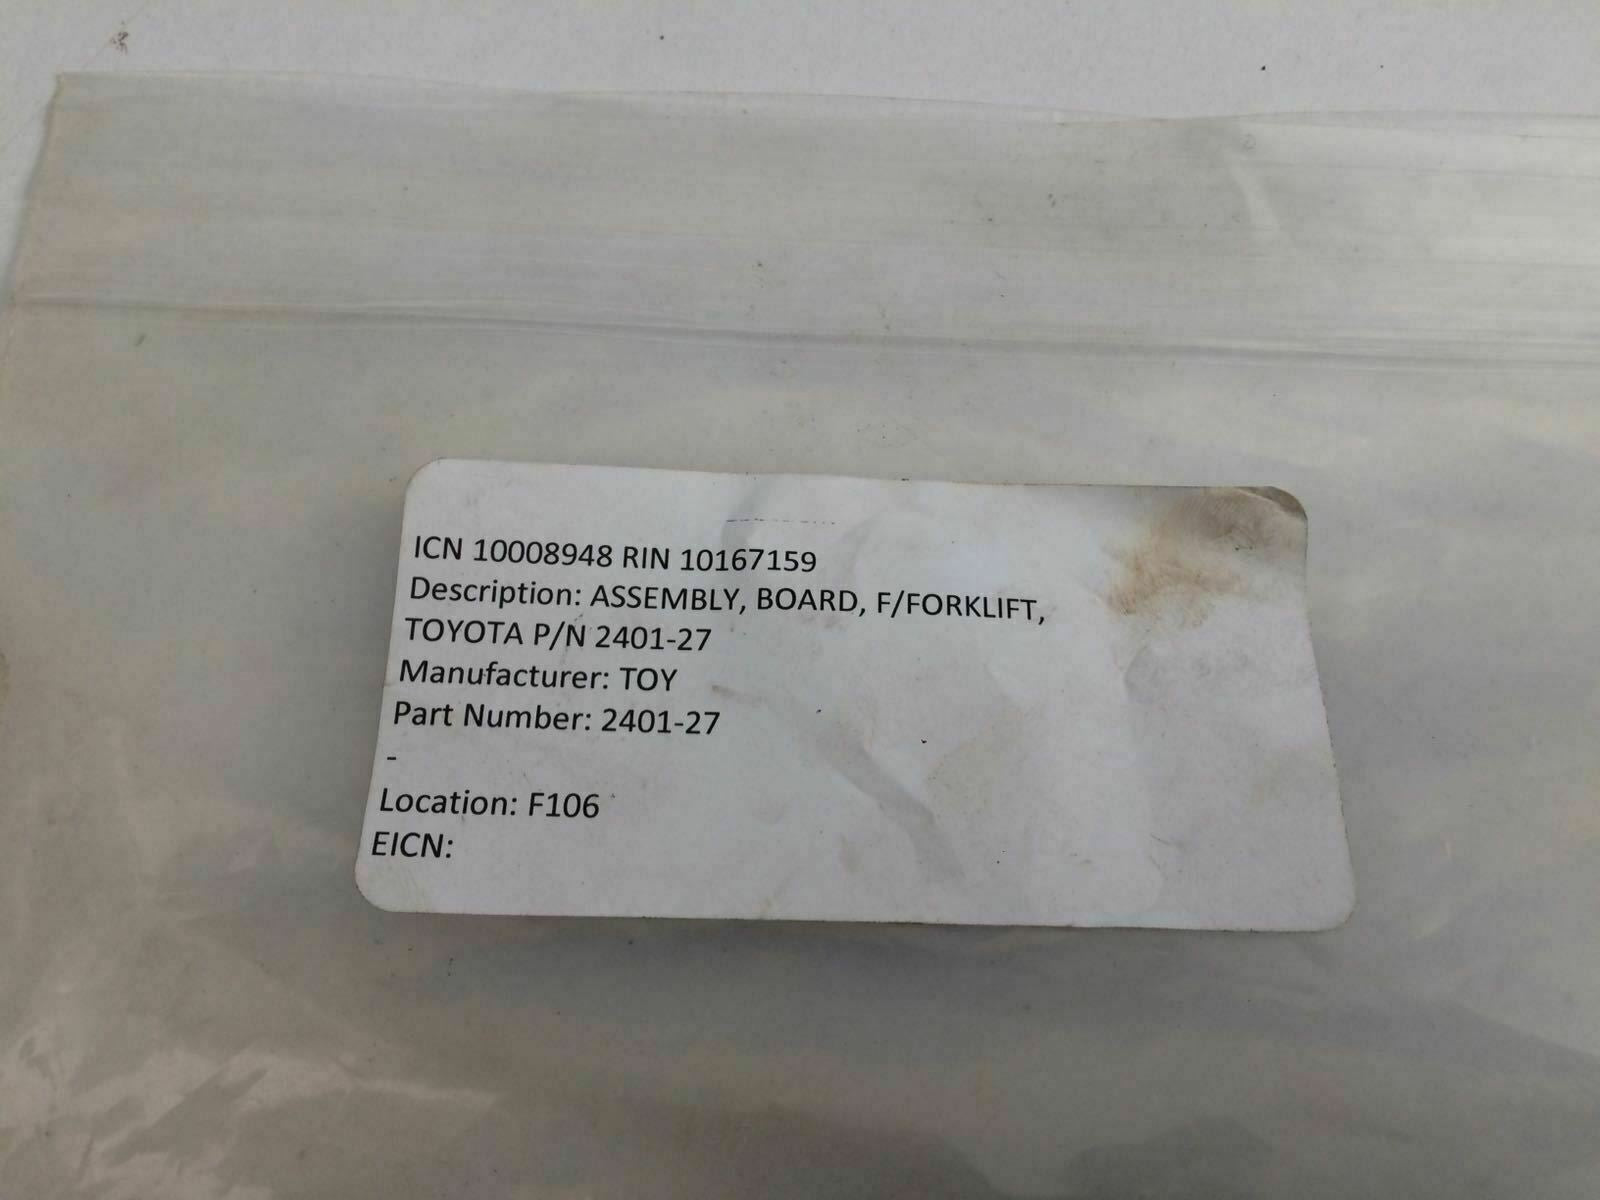 ICN 10008948 RIN 10167159
Description: ASSEMBLY, BOARD, F/FORKLIFT,
TOYOTA P/N 2401-27
Manufacturer: TOY
Part Number: 2401-27
-
Location: F106
EICN: